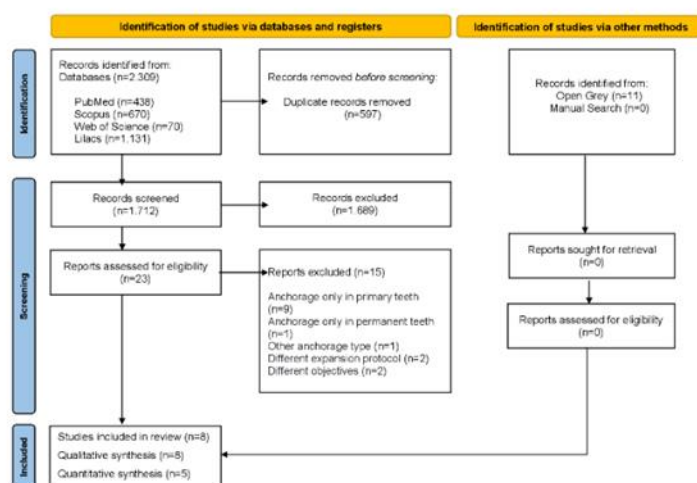 Identification of studies via databases and registers
Identification of studies via other methods
Identification
Records identified from:
Databases (n=2.309)
PubMed (n=438)
Scopus (n=670)
Web of Science (n=70)
Lilacs (n=1.131)
Records removed before screening:
Duplicate records removed
(n=597)
Records identified from:
Open Grey (n=11)
Manual Search (n=0)
Screening
Records screened
(n=1.712)
Records excluded
(n=1.689)
Reports assessed for eligibility
(n=23)
Reports excluded (n=15)
Anchorage only in primary teeth
(n=9)
Anchorage only in permanent teeth
(n=1)
Other anchorage type (n=1)
Different expansion protocol (n=2)
Different objectives (n=2)
Reports sought for retrieval
(n=0)
Reports assessed for eligibility
(n=0)
Included
Studies included in review (n=8)
Qualitative synthesis (n=8)
Quantitative synthesis (n=5)